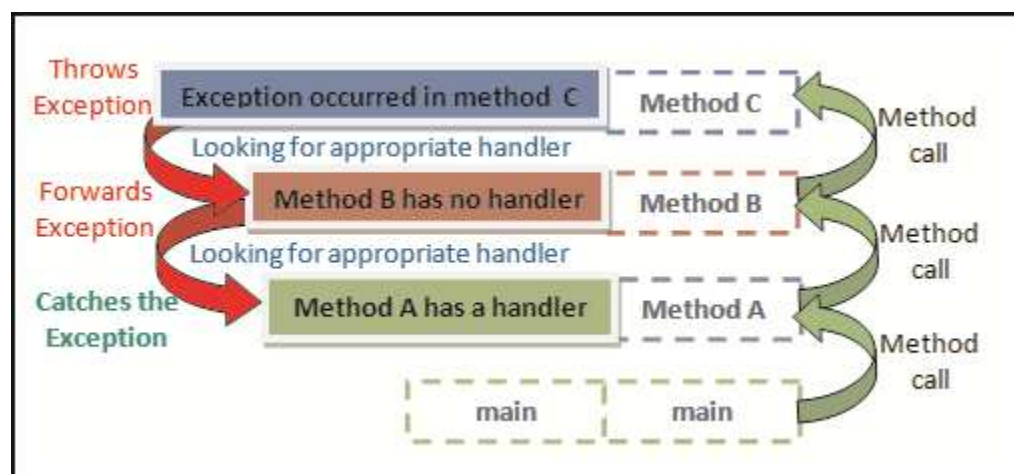 Throws
Exception
Exception occurred in method C
Method C
Method
call
Looking for appropriate handler
Forwards
Exception
Method B has no handler
Method B
Looking for appropriate handler
Method
call
Catches the
Exception
Method A has a handler
Method A
Method
call
main
main